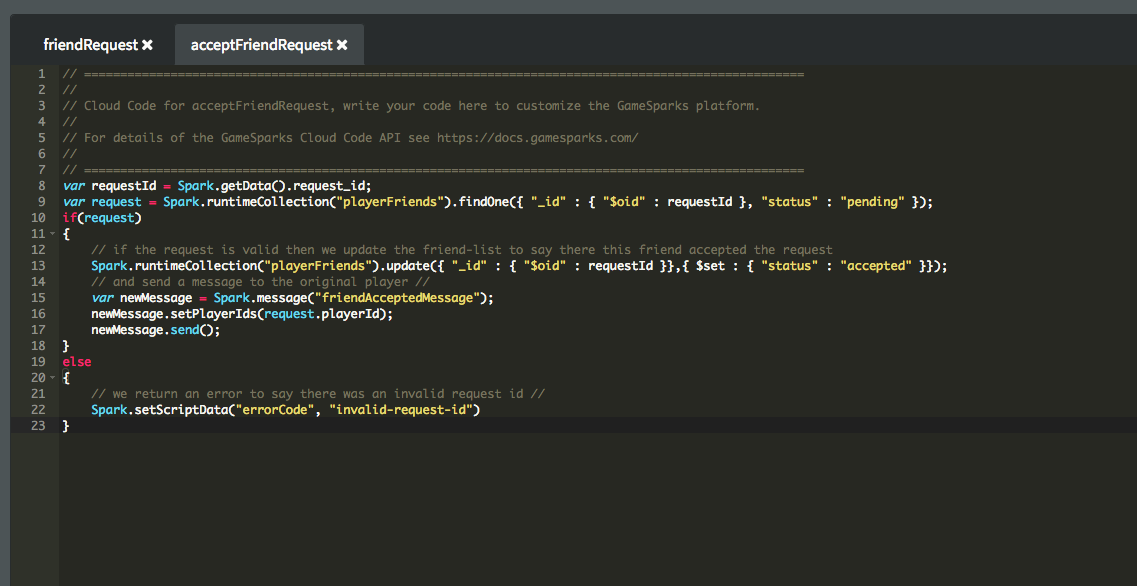 friendRequest ×
acceptFriendRequest ×
1 // ====================================================================================================
2 //
3 // Cloud Code for acceptFriendRequest, write your code here to customize the GameSparks platform.
4 //
5 // For details of the GameSparks Cloud Code API see https://docs.gamesparks.com/
6 //
7 // ====================================================================================================
8 var requestId = Spark.getData().request_id;
9 var request = Spark.runtimeCollection("playerFriends").findOne({ "_id" : { "$oid" : requestId }, "status" : "pending" });
10 if(request)
11 {
12     // if the request is valid then we update the friend-list to say there this friend accepted the request
13     Spark.runtimeCollection("playerFriends").update({ "_id" : { "$oid" : requestId }},{ $set : { "status" : "accepted" }});
14     // and send a message to the original player //
15     var newMessage = Spark.message("friendAcceptedMessage");
16     newMessage.setPlayerIds(request.playerId);
17     newMessage.send();
18 }
19 else
20 {
21     // we return an error to say there was an invalid request id //
22     Spark.setScriptData("errorCode", "invalid-request-id")
23 }